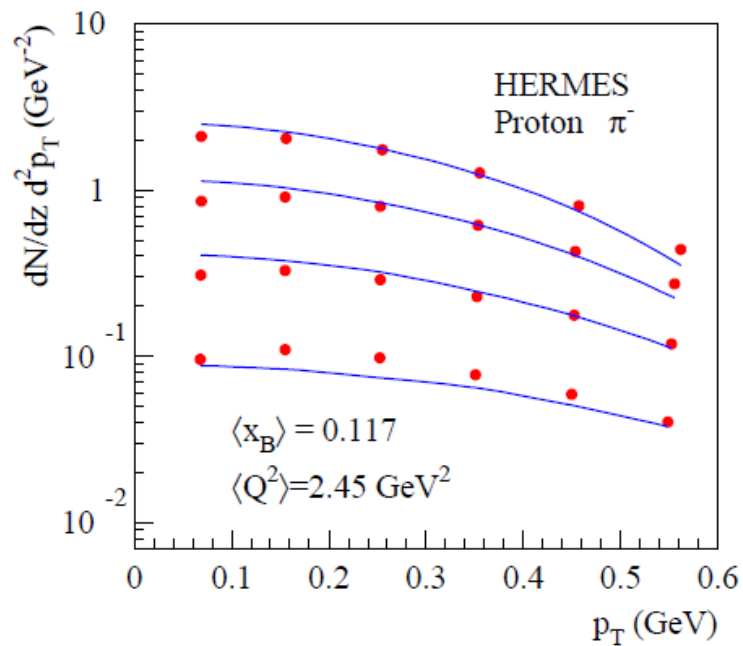 dN/dz d²p_T (GeV⁻²)
10
1
10⁻¹
10⁻²
HERMES
Proton π⁻
⟨x_B⟩ = 0.117
⟨Q²⟩=2.45 GeV²
0 0.1 0.2 0.3 0.4 0.5 0.6
p_T (GeV)